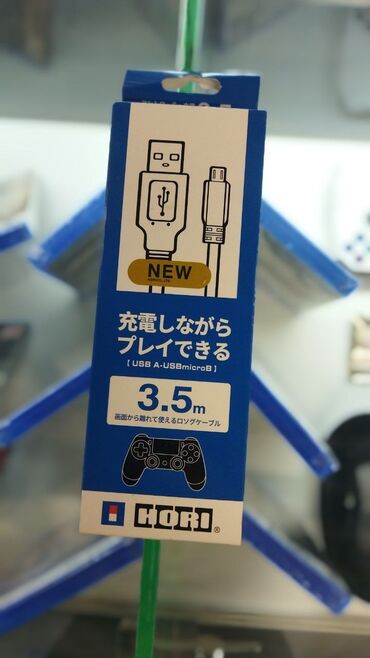 NEW
充電しながら
プレイできる
[ USB A-USBmicroB ]
3.5m
画面から離れて使えるロングケーブル
HORI®